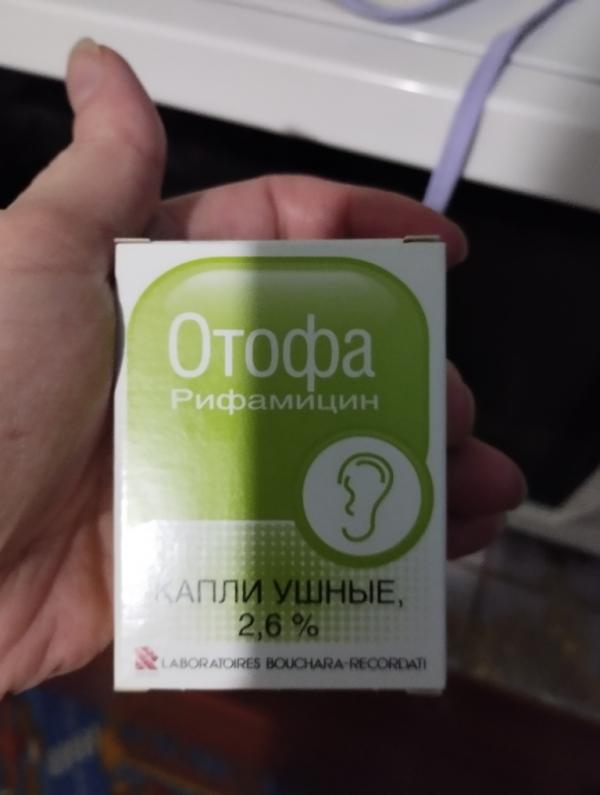 Отофа
Рифамицин
КАПЛИ УШНЫЕ,
2,6 %
LABORATOIRES BOUCHARA-RECORDATI